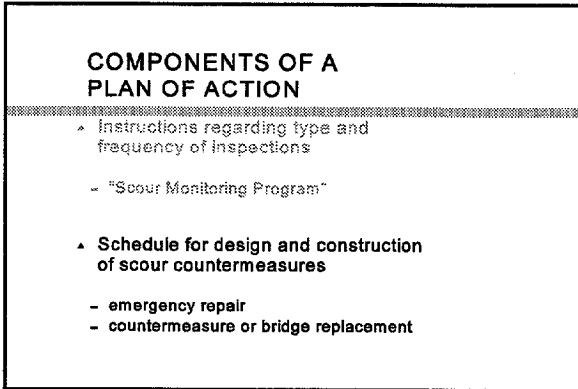 COMPONENTS OF A
PLAN OF ACTION
▲ Instructions regarding type and
frequency of inspections
– "Scour Monitoring Program"
▲ Schedule for design and construction
of scour countermeasures
– emergency repair
– countermeasure or bridge replacement